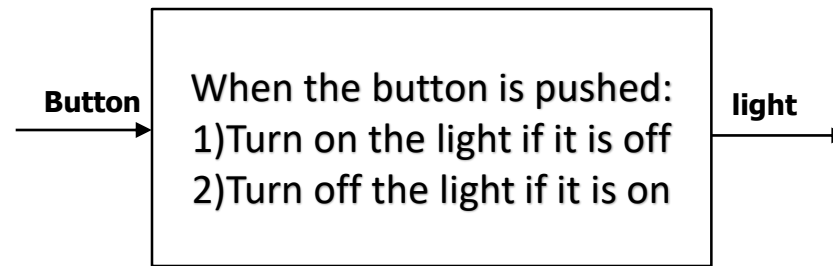 Button
When the button is pushed:
1)Turn on the light if it is off
2)Turn off the light if it is on
light